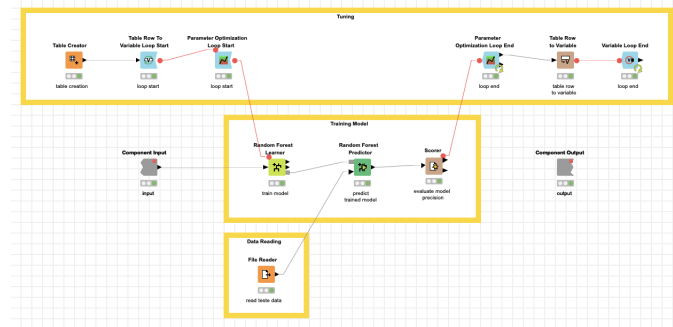 Tuning
Table Creator
table creation
Table Row To
Variable Loop Start
loop start
Parameter Optimization
Loop Start
loop start
Parameter
Optimization Loop End
loop end
Table Row
to Variable
table row
to variable
Variable Loop End
loop end
Training Model
Component Input
input
Random Forest
Learner
train model
Random Forest
Predictor
predict
trained model
Scorer
evaluate model
precision
Component Output
output
Data Reading
File Reader
read teste data